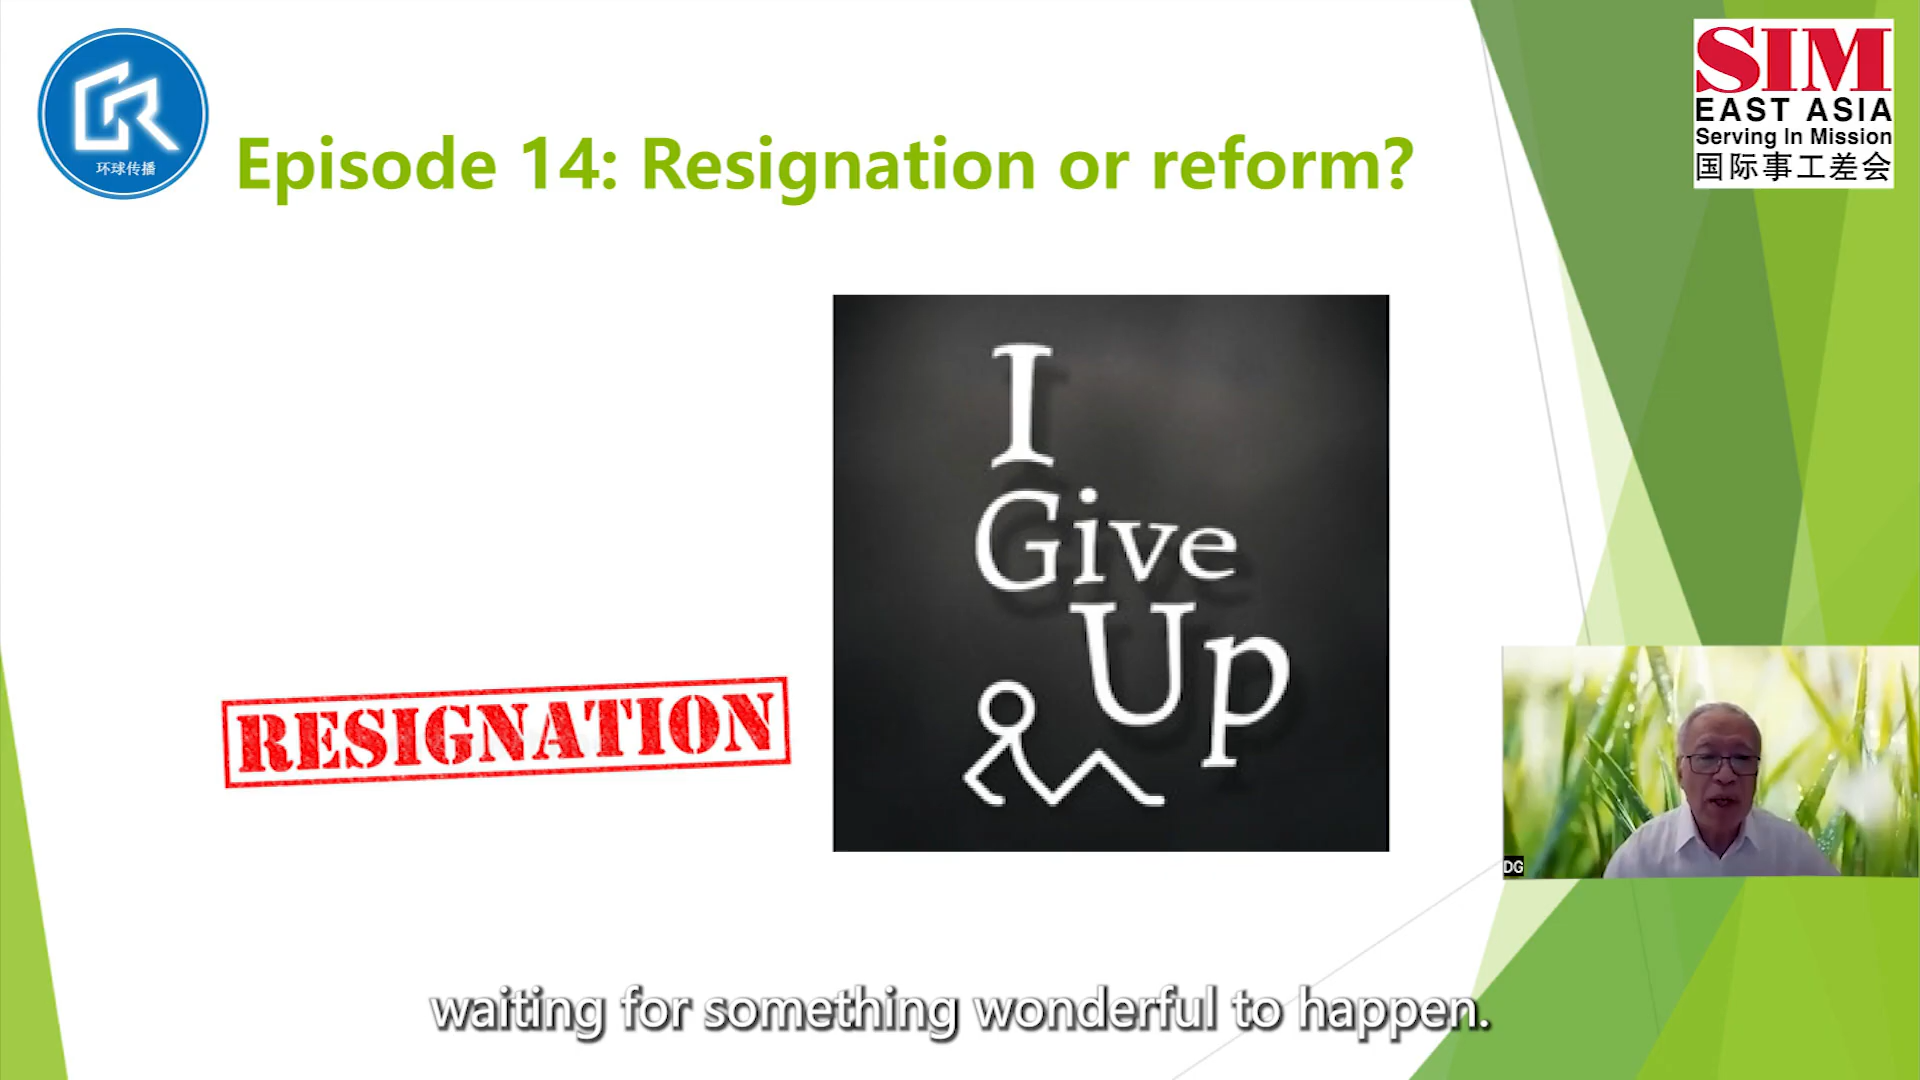 环球传播
SIM
EAST ASIA
Serving In Mission
国际事工差会
Episode 14: Resignation or reform?
I
Give
Up
RESIGNATION
DG
waiting for something wonderful to happen.